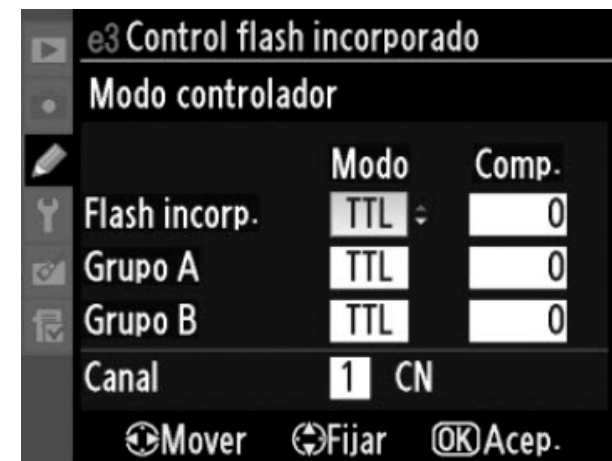 e3 Control flash incorporado
Modo controlador
Modo Comp.
Flash incorp. TTL 0
Grupo A TTL 0
Grupo B TTL 0
Canal 1 CN
Mover Fijar OK Acep.